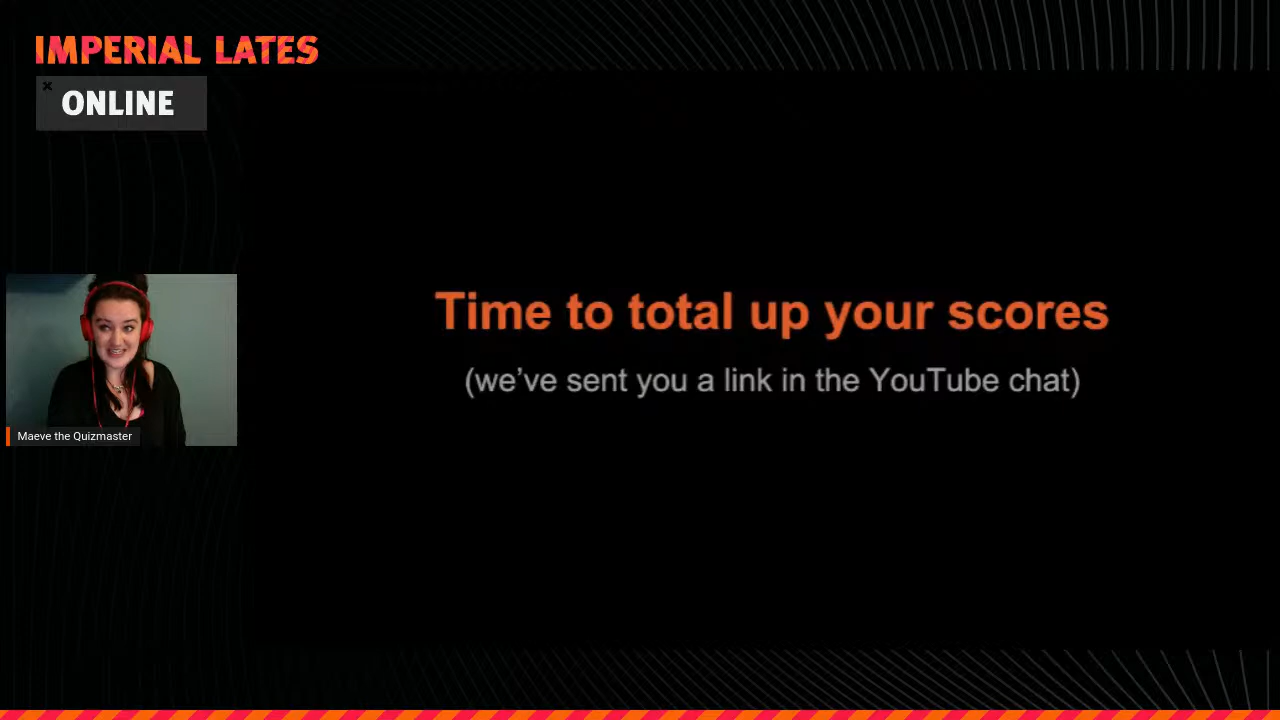 IMPERIAL LATES
ONLINE
Time to total up your scores
(we've sent you a link in the YouTube chat)
Maeve the Quizmaster